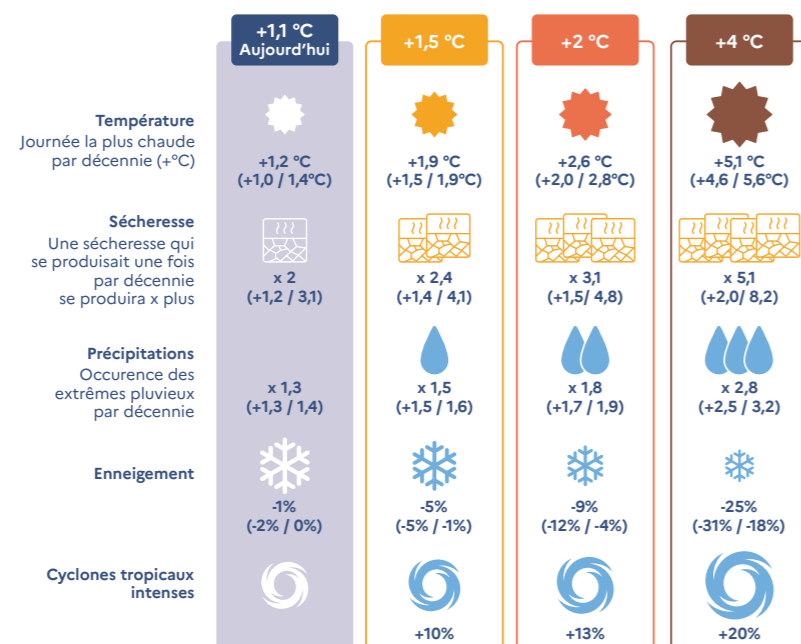 +1,1 °C
Aujourd'hui
+1,5 °C
+2 °C
+4 °C
Température
Journée la plus chaude
par décennie (+°C)
+1,2 °C
(+1,0 / 1,4°C)
+1,9 °C
(+1,5 / 1,9°C)
+2,6 °C
(+2,0 / 2,8°C)
+5,1 °C
(+4,6 / 5,6°C)
Sécheresse
Une sécheresse qui
se produisait une fois
par décennie
se produira x plus
x 2
(+1,2 / 3,1)
x 2,4
(+1,4 / 4,1)
x 3,1
(+1,5/ 4,8)
x 5,1
(+2,0/ 8,2)
Précipitations
Occurence des
extrêmes pluvieux
par décennie
x 1,3
(+1,3 / 1,4)
x 1,5
(+1,5 / 1,6)
x 1,8
(+1,7 / 1,9)
x 2,8
(+2,5 / 3,2)
Enneigement
-1%
(-2% / 0%)
-5%
(-5% / -1%)
-9%
(-12% / -4%)
-25%
(-31% / -18%)
Cyclones tropicaux
intenses
+10%
+13%
+20%